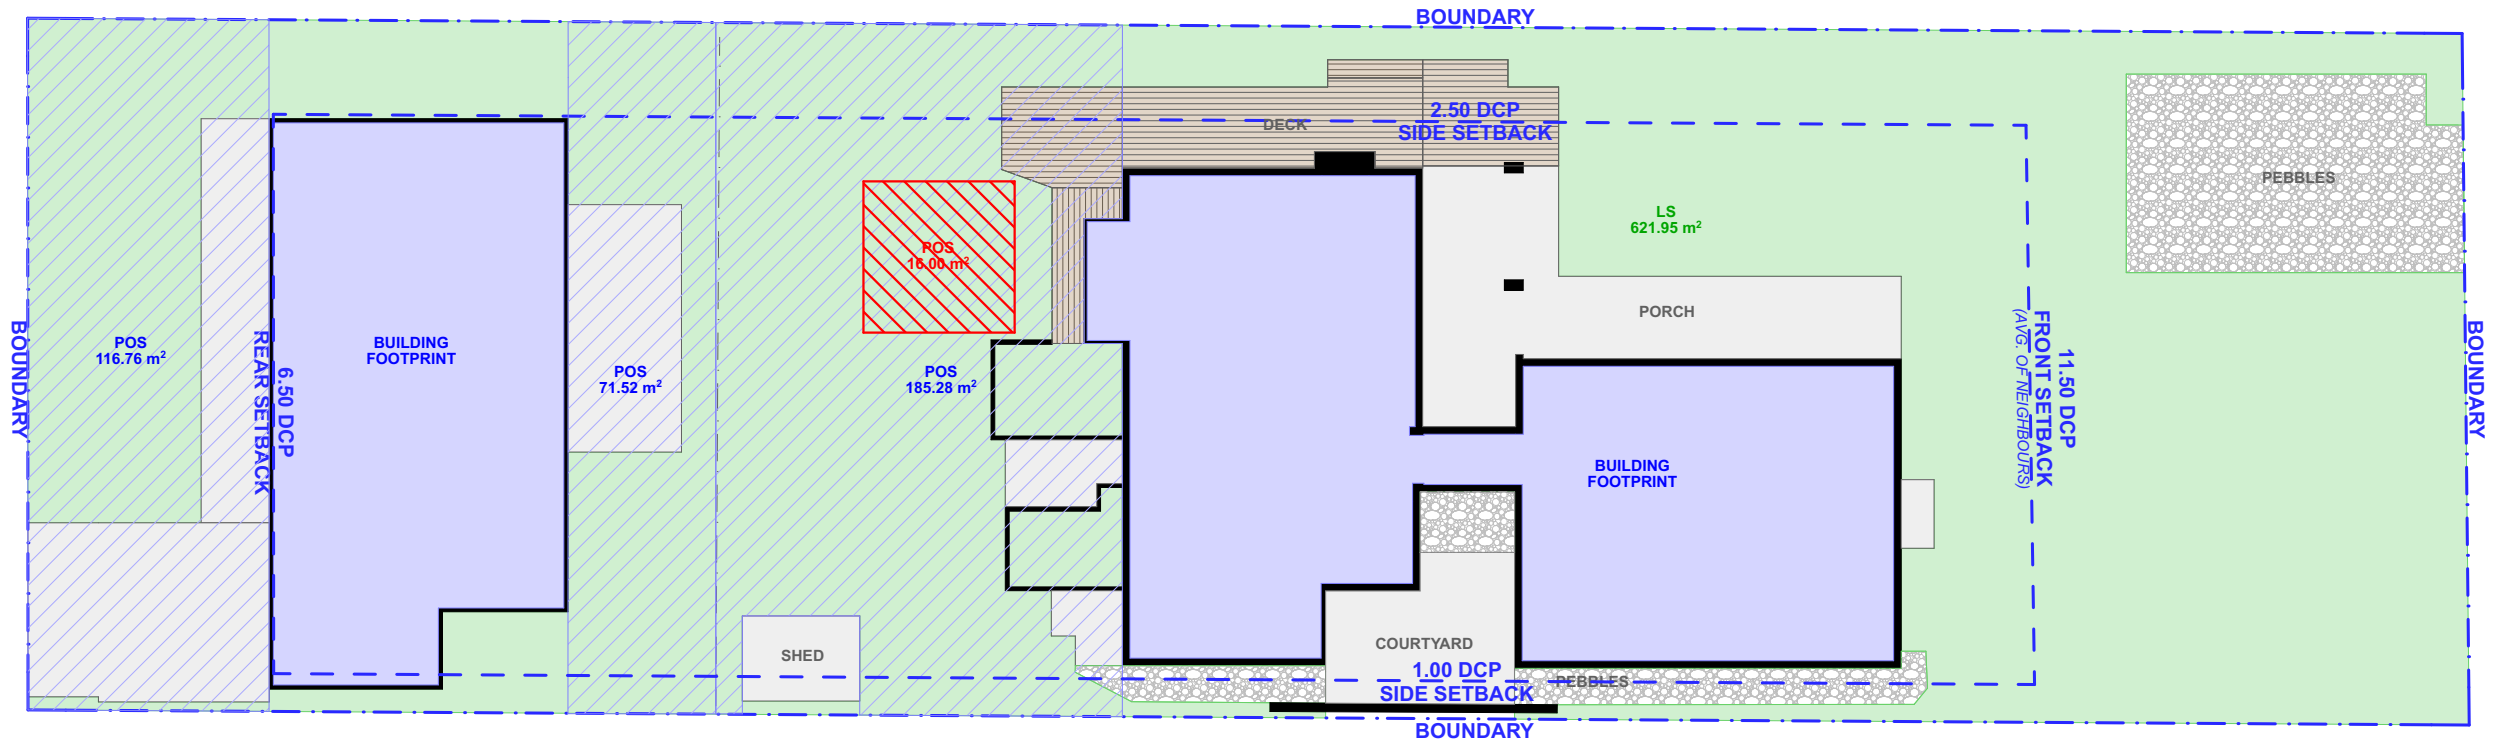 BOUNDARY
2.50 DCP
SIDE SETBACK
DECK
PEBBLES
LS
621.95 m²
POS
16.00 m²
PORCH
BOUNDARY
POS
116.76 m²
6.50 DCP
REAR SETBACK
BUILDING
FOOTPRINT
POS
71.52 m²
POS
185.28 m²
11.50 DCP
FRONT SETBACK
(AVG. OF NEIGHBOURS)
BOUNDARY
BUILDING
FOOTPRINT
SHED
COURTYARD
1.00 DCP
SIDE SETBACK
PEBBLES
BOUNDARY